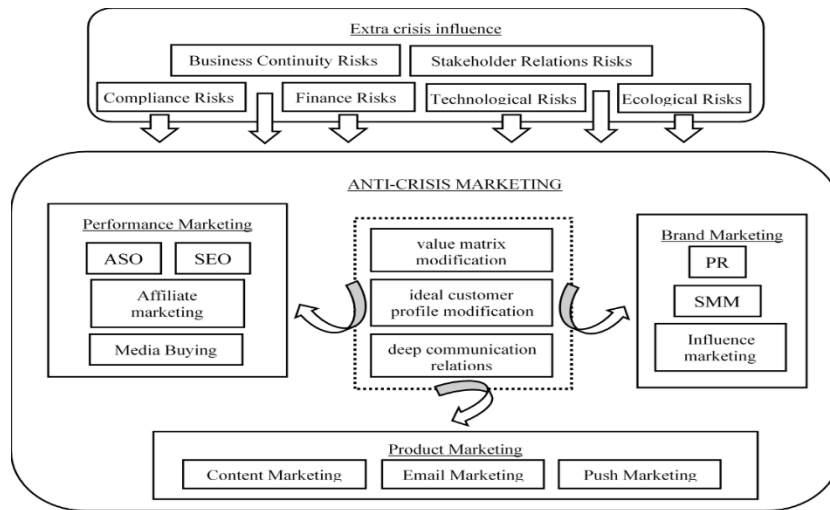 Extra crisis influence
Business Continuity Risks
Stakeholder Relations Risks
Compliance Risks
Finance Risks
Technological Risks
Ecological Risks
ANTI-CRISIS MARKETING
Performance Marketing
ASO
SEO
Affiliate
marketing
Media Buying
value matrix
modification
ideal customer
profile modification
deep communication
relations
Brand Marketing
PR
SMM
Influence
marketing
Product Marketing
Content Marketing
Email Marketing
Push Marketing